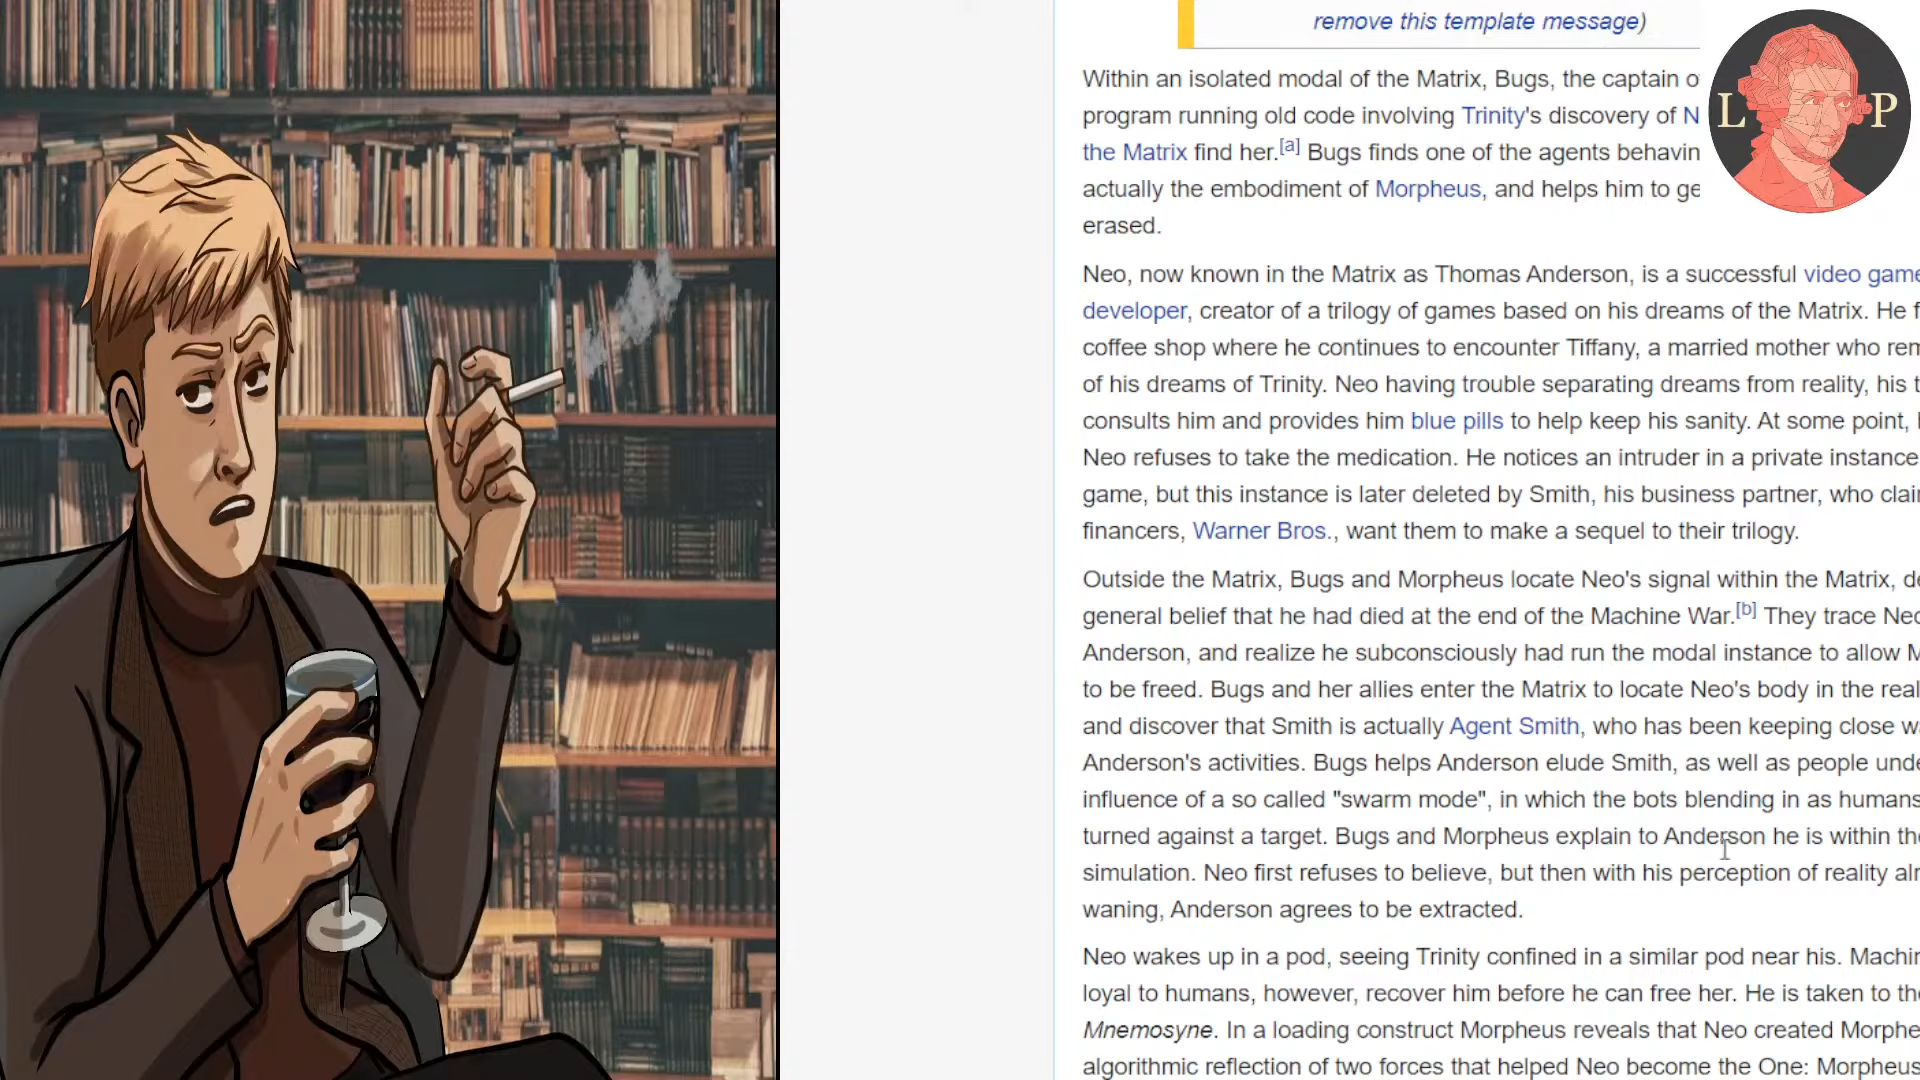 remove this template message)
L P
Within an isolated modal of the Matrix, Bugs, the captain
program running old code involving Trinity's discovery of
the Matrix find her.[a] Bugs finds one of the agents
actually the embodiment of Morpheus, and helps him to
erased.
Neo, now known in the Matrix as Thomas Anderson, is a successful video game
developer, creator of a trilogy of games based on his dreams of the Matrix. He
coffee shop where he continues to encounter Tiffany, a married mother who
of his dreams of Trinity. Neo having trouble separating dreams from reality, his
consults him and provides him blue pills to help keep his sanity. At some point,
Neo refuses to take the medication. He notices an intruder in a private instance
game, but this instance is later deleted by Smith, his business partner, who
financers, Warner Bros., want them to make a sequel to their trilogy.
Outside the Matrix, Bugs and Morpheus locate Neo's signal within the Matrix,
general belief that he had died at the end of the Machine War.[b] They trace
Anderson, and realize he subconsciously had run the modal instance to allow
to be freed. Bugs and her allies enter the Matrix to locate Neo's body in the real
and discover that Smith is actually Agent Smith, who has been keeping close
Anderson's activities. Bugs helps Anderson elude Smith, as well as people
influence of a so called "swarm mode", in which the bots blending in as humans
turned against a target. Bugs and Morpheus explain to Anderson he is within
simulation. Neo first refuses to believe, but then with his perception of reality
waning, Anderson agrees to be extracted.
Neo wakes up in a pod, seeing Trinity confined in a similar pod near his.
loyal to humans, however, recover him before he can free her. He is taken to
Mnemosyne. In a loading construct Morpheus reveals that Neo created
algorithmic reflection of two forces that helped Neo become the One: Morpheus